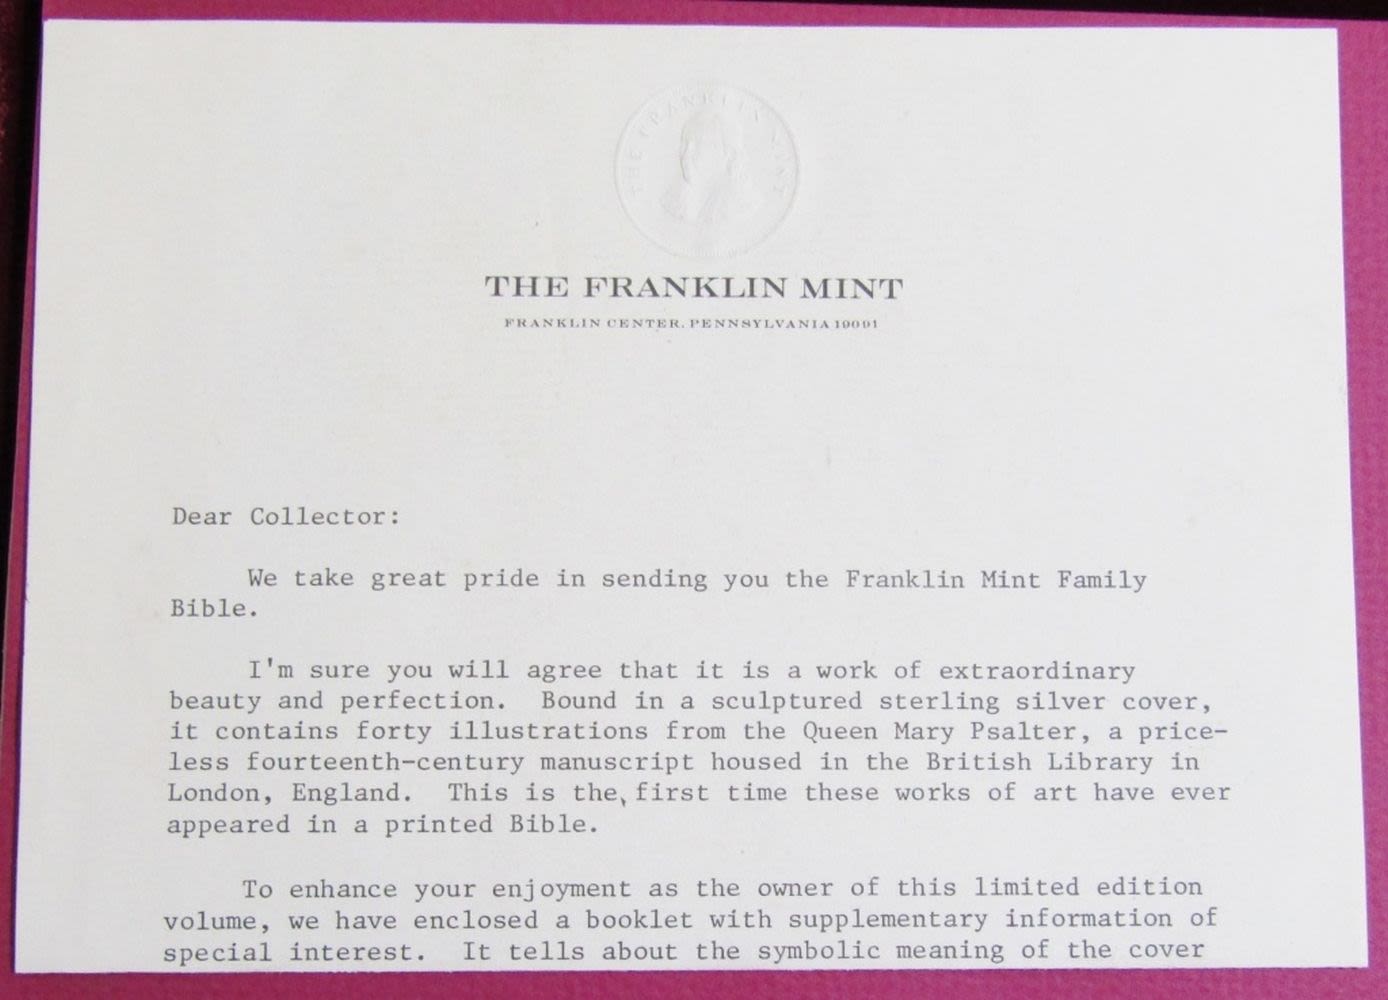 THE FRANKLIN MINT
THE FRANKLIN MINT
FRANKLIN CENTER, PENNSYLVANIA 19091
Dear Collector:
We take great pride in sending you the Franklin Mint Family
Bible.
I'm sure you will agree that it is a work of extraordinary
beauty and perfection. Bound in a sculptured sterling silver cover,
it contains forty illustrations from the Queen Mary Psalter, a price-
less fourteenth-century manuscript housed in the British Library in
London, England. This is the first time these works of art have ever
appeared in a printed Bible.
To enhance your enjoyment as the owner of this limited edition
volume, we have enclosed a booklet with supplementary information of
special interest. It tells about the symbolic meaning of the cover